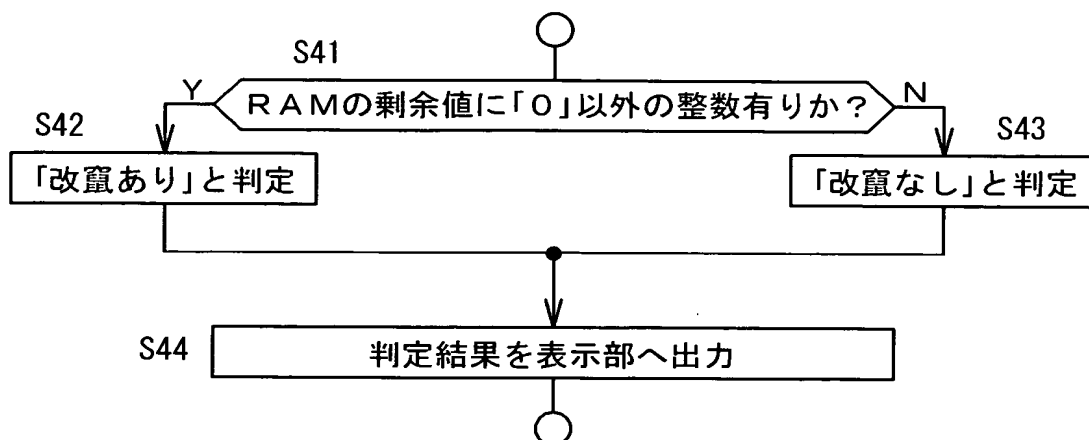 S41
Y
RAMの剰余値に「0」以外の整数有りか?
N
S42
S43
「改竄あり」と判定
「改竄なし」と判定
S44
判定結果を表示部へ出力